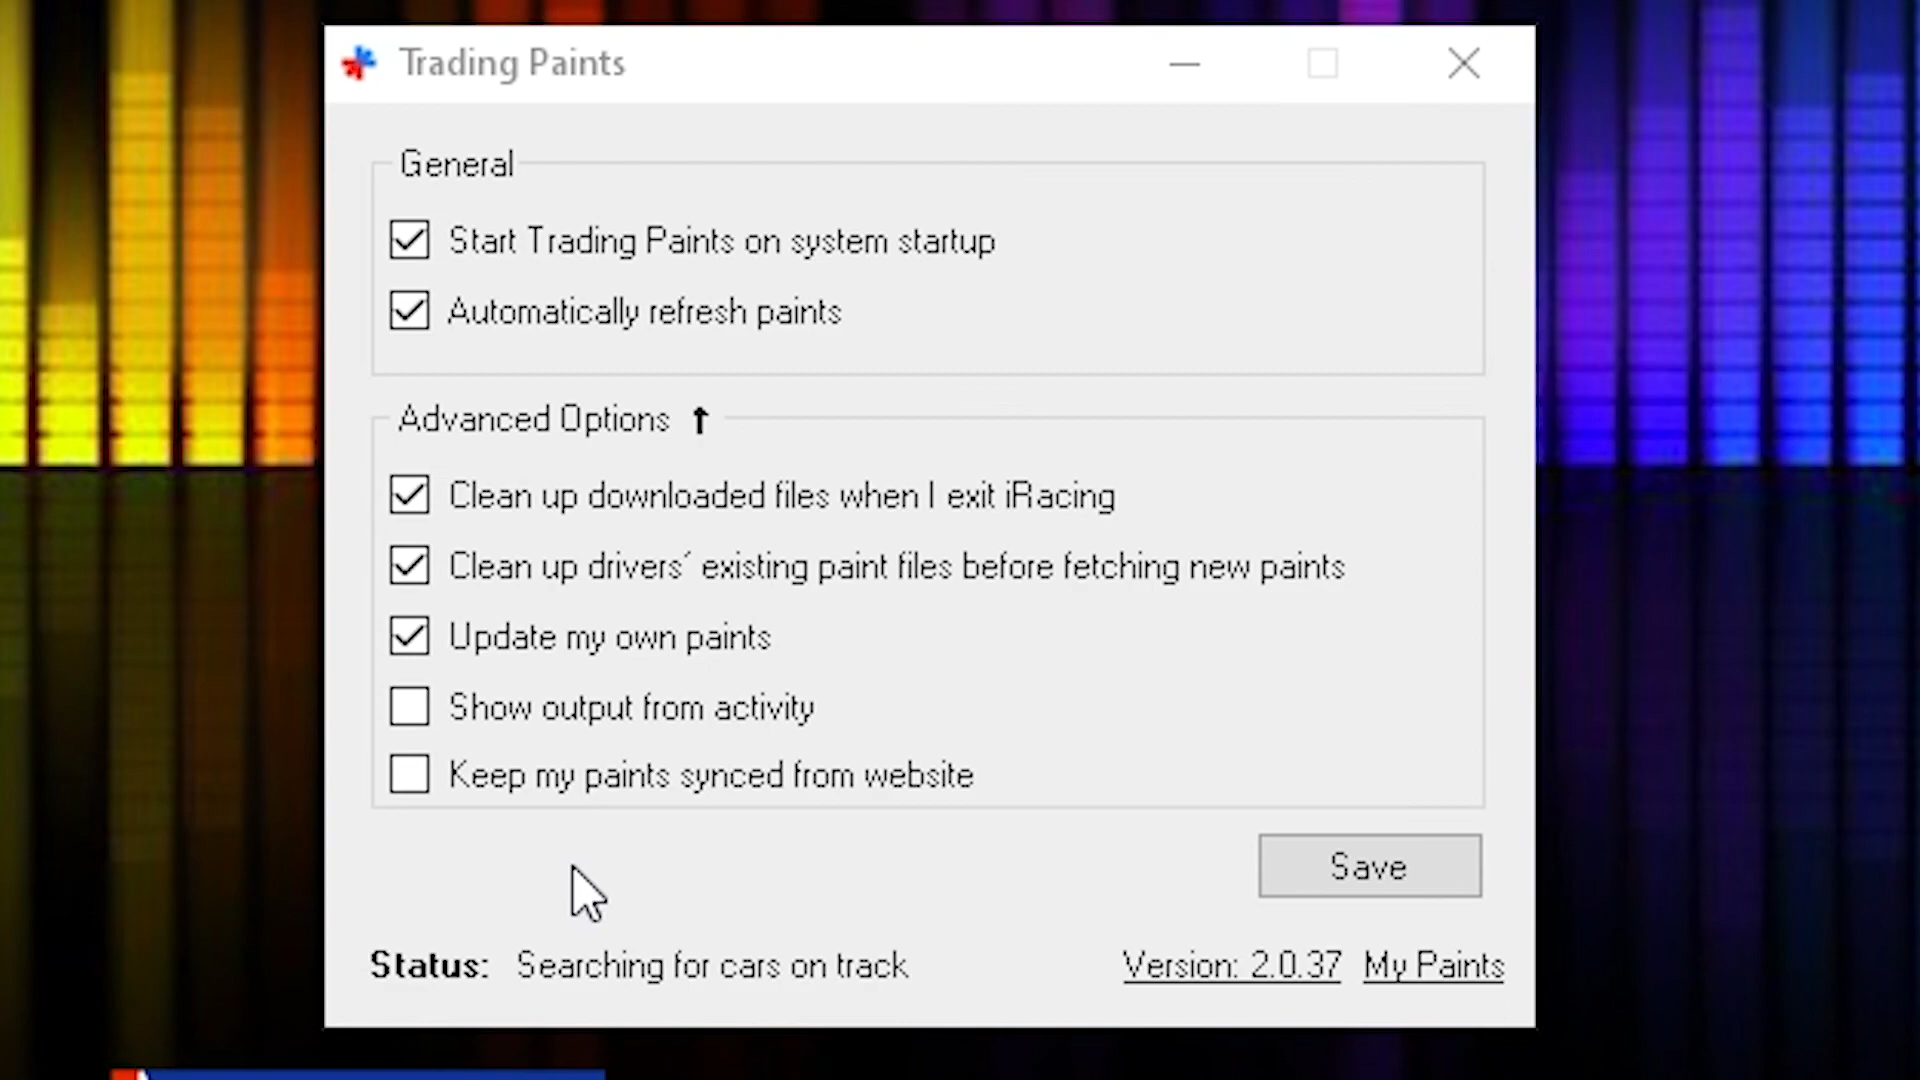 Trading Paints
General
Start Trading Paints on system startup
Automatically refresh paints
Advanced Options ↑
Clean up downloaded files when I exit iRacing
Clean up drivers' existing paint files before fetching new paints
Update my own paints
Show output from activity
Keep my paints synced from website
Save
Status: Searching for cars on track Version: 2.0.37 My Paints